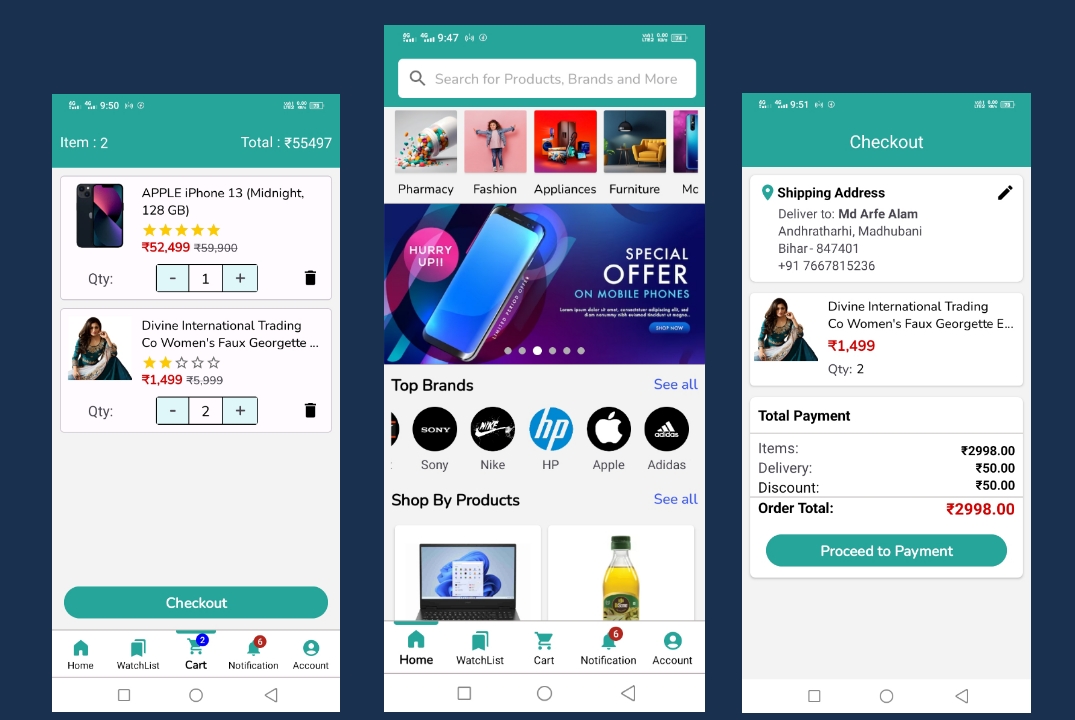 9:50
Item : 2
Total : ₹55497
APPLE iPhone 13 (Midnight,
128 GB)
₹52,499 ₹59,900
Qty:
- 1 +
Divine International Trading
Co Women's Faux Georgette ...
₹1,499 ₹5,999
Qty:
- 2 +
Checkout
2
6
Home
WatchList
Cart
Notification
Account
9:47
Search for Products, Brands and More
Pharmacy
Fashion
Appliances
Furniture
Mc
HURRY
UP!!
LIMITED PERIOD OFFER
SPECIAL
OFFER
ON MOBILE PHONES
Lorem ipsum dolor sit amet, consectetuer adipiscing elit, sed
diam nonummy nibh euismod tincidunt ut magna..
SHOP NOW
Top Brands
See all
SONY
NIKE
hp
adidas
Sony
Nike
HP
Apple
Adidas
Shop By Products
See all
6
Home
WatchList
Cart
Notification
Account
9:51
Checkout
Shipping Address
Deliver to: Md Arfe Alam
Andhratharhi, Madhubani
Bihar- 847401
+91 7667815236
Divine International Trading
Co Women's Faux Georgette E...
₹1,499
Qty: 2
Total Payment
Items: ₹2998.00
Delivery: ₹50.00
Discount: ₹50.00
Order Total: ₹2998.00
Proceed to Payment